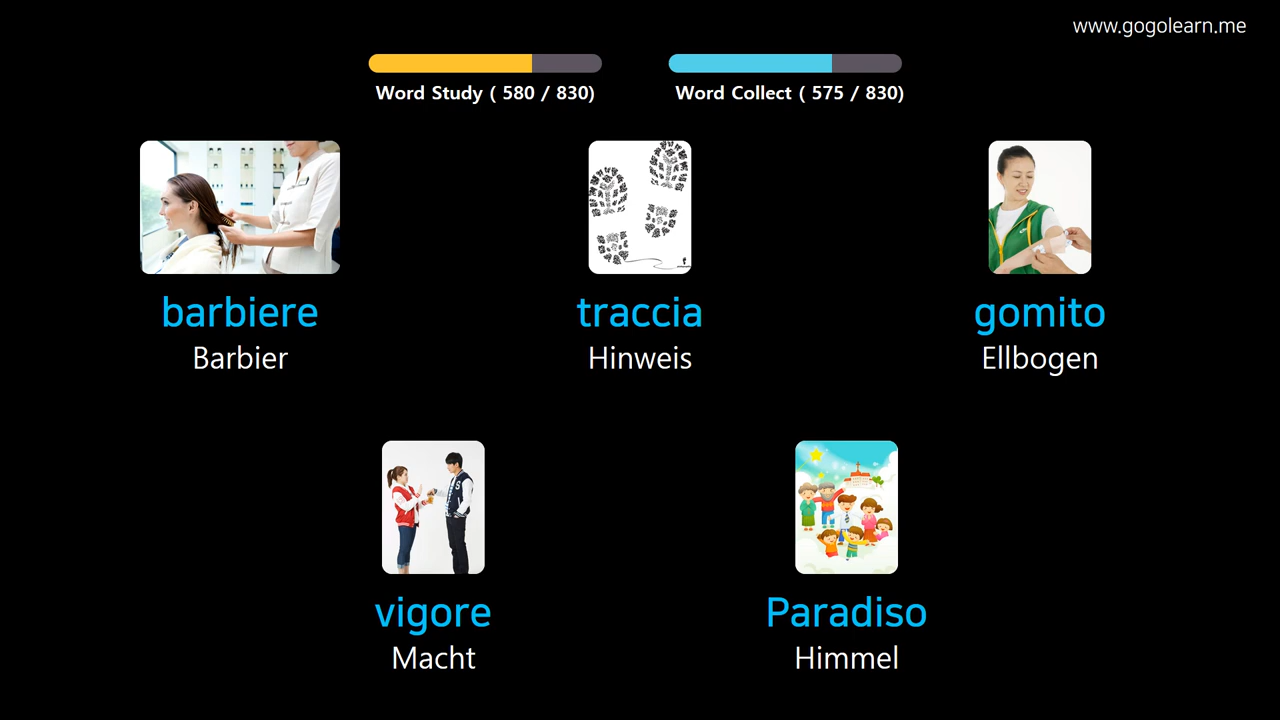 www.gogolearn.me
Word Study ( 580 / 830)
Word Collect ( 575 / 830)
barbiere
Barbier
traccia
Hinweis
gomito
Ellbogen
vigore
Macht
Paradiso
Himmel